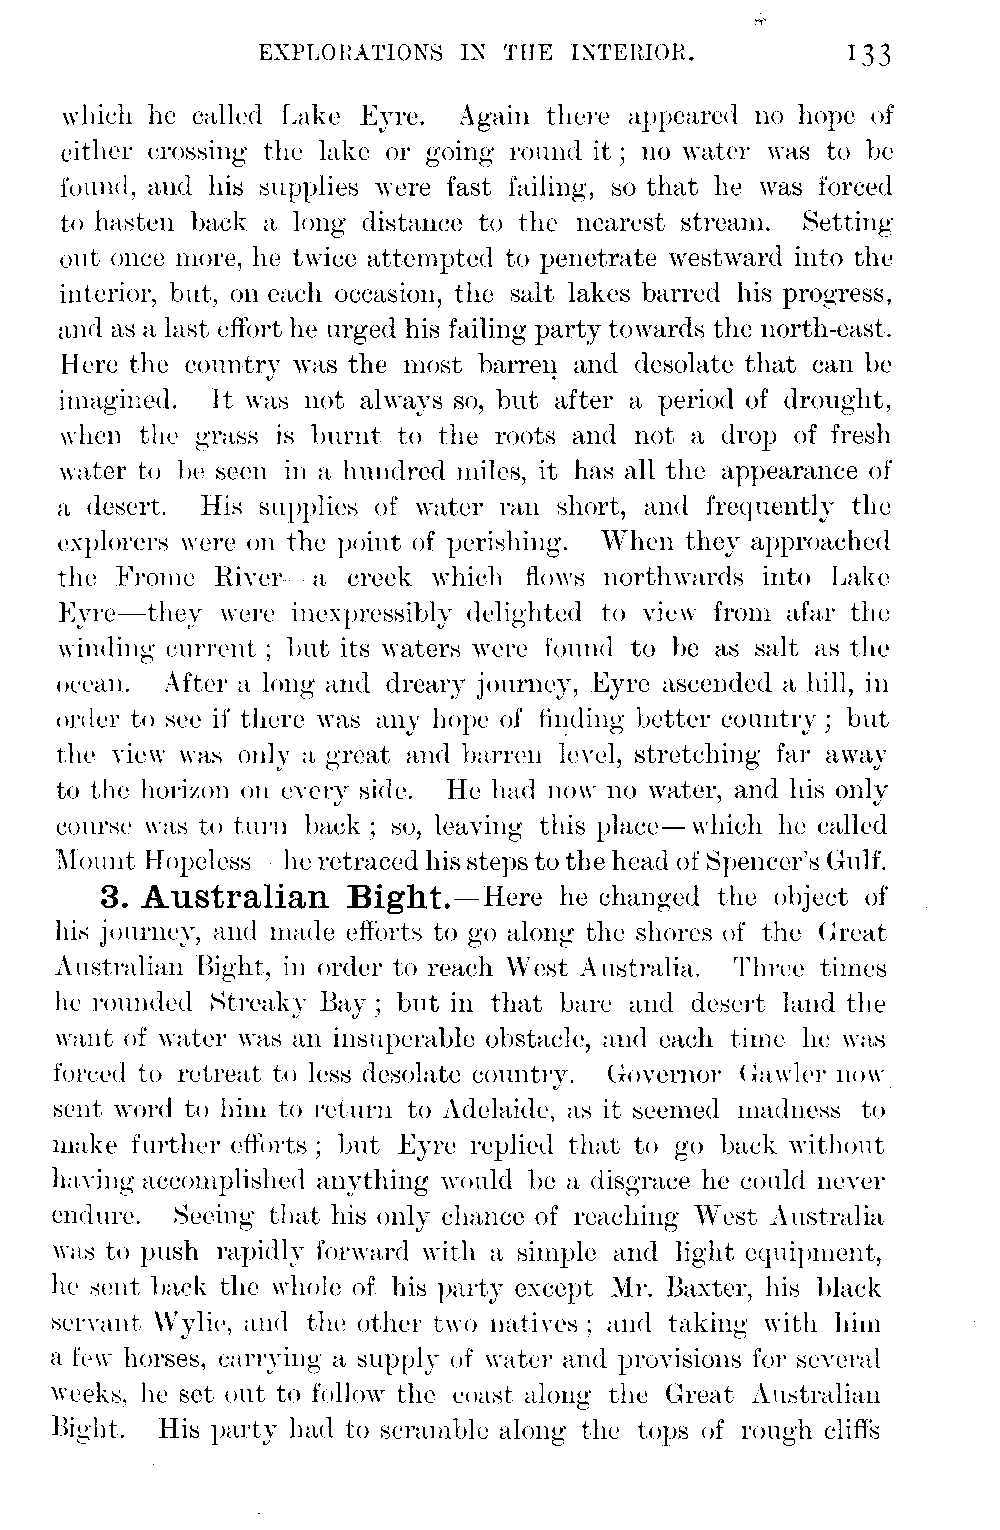 EXPLORATIONS IN THE INTERIOR. 133
which he called Lake Eyre. Again there appeared no hope of
either crossing the lake or going round it; no water was to be
found, and his supplies were fast failing, so that he was forced
to hasten back a long distance to the nearest stream. Setting
out once more, he twice attempted to penetrate westward into the
interior, but, on each occasion, the salt lakes barred his progress,
and as a last effort he urged his failing party towards the north-east.
Here the country was the most barren and desolate that can be
imagined. It was not always so, but after a period of drought,
when the grass is burnt to the roots and not a drop of fresh
water to be seen in a hundred miles, it has all the appearance of
a desert. His supplies of water ran short, and frequently the
explorers were on the point of perishing. When they approached
the Frome River—a creek which flows northwards into Lake
Eyre—they were inexpressibly delighted to view from afar the
winding current; but its waters were found to be as salt as the
ocean. After a long and dreary journey, Eyre ascended a hill, in
order to see if there was any hope of finding better country; but
the view was only a great and barren level, stretching far away
to the horizon on every side. He had now no water, and his only
course was to turn back; so, leaving this place—which he called
Mount Hopeless—he retraced his steps to the head of Spencer's Gulf.
3. Australian Bight.—Here he changed the object of
his journey, and made efforts to go along the shores of the Great
Australian Bight, in order to reach West Australia. Three times
he rounded Streaky Bay; but in that bare and desert land the
want of water was an insuperable obstacle, and each time he was
forced to retreat to less desolate country. Governor Gawler now
sent word to him to return to Adelaide, as it seemed madness to
make further efforts; but Eyre replied that to go back without
having accomplished anything would be a disgrace he could never
endure. Seeing that his only chance of reaching West Australia
was to push rapidly forward with a simple and light equipment,
he sent back the whole of his party except Mr. Baxter, his black
servant Wylie, and the other two natives; and taking with him
a few horses, carrying a supply of water and provisions for several
weeks, he set out to follow the coast along the Great Australian
Bight. His party had to scramble along the tops of rough cliffs